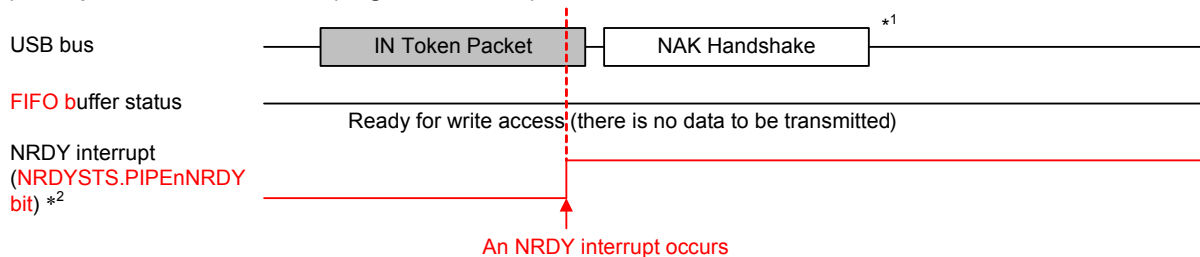 *1
USB bus
IN Token Packet
NAK Handshake
FIFO buffer status
Ready for write access (there is no data to be transmitted)
NRDY interrupt
(NRDYSTS.PIPEnNRDY
bit) *2
An NRDY interrupt occurs